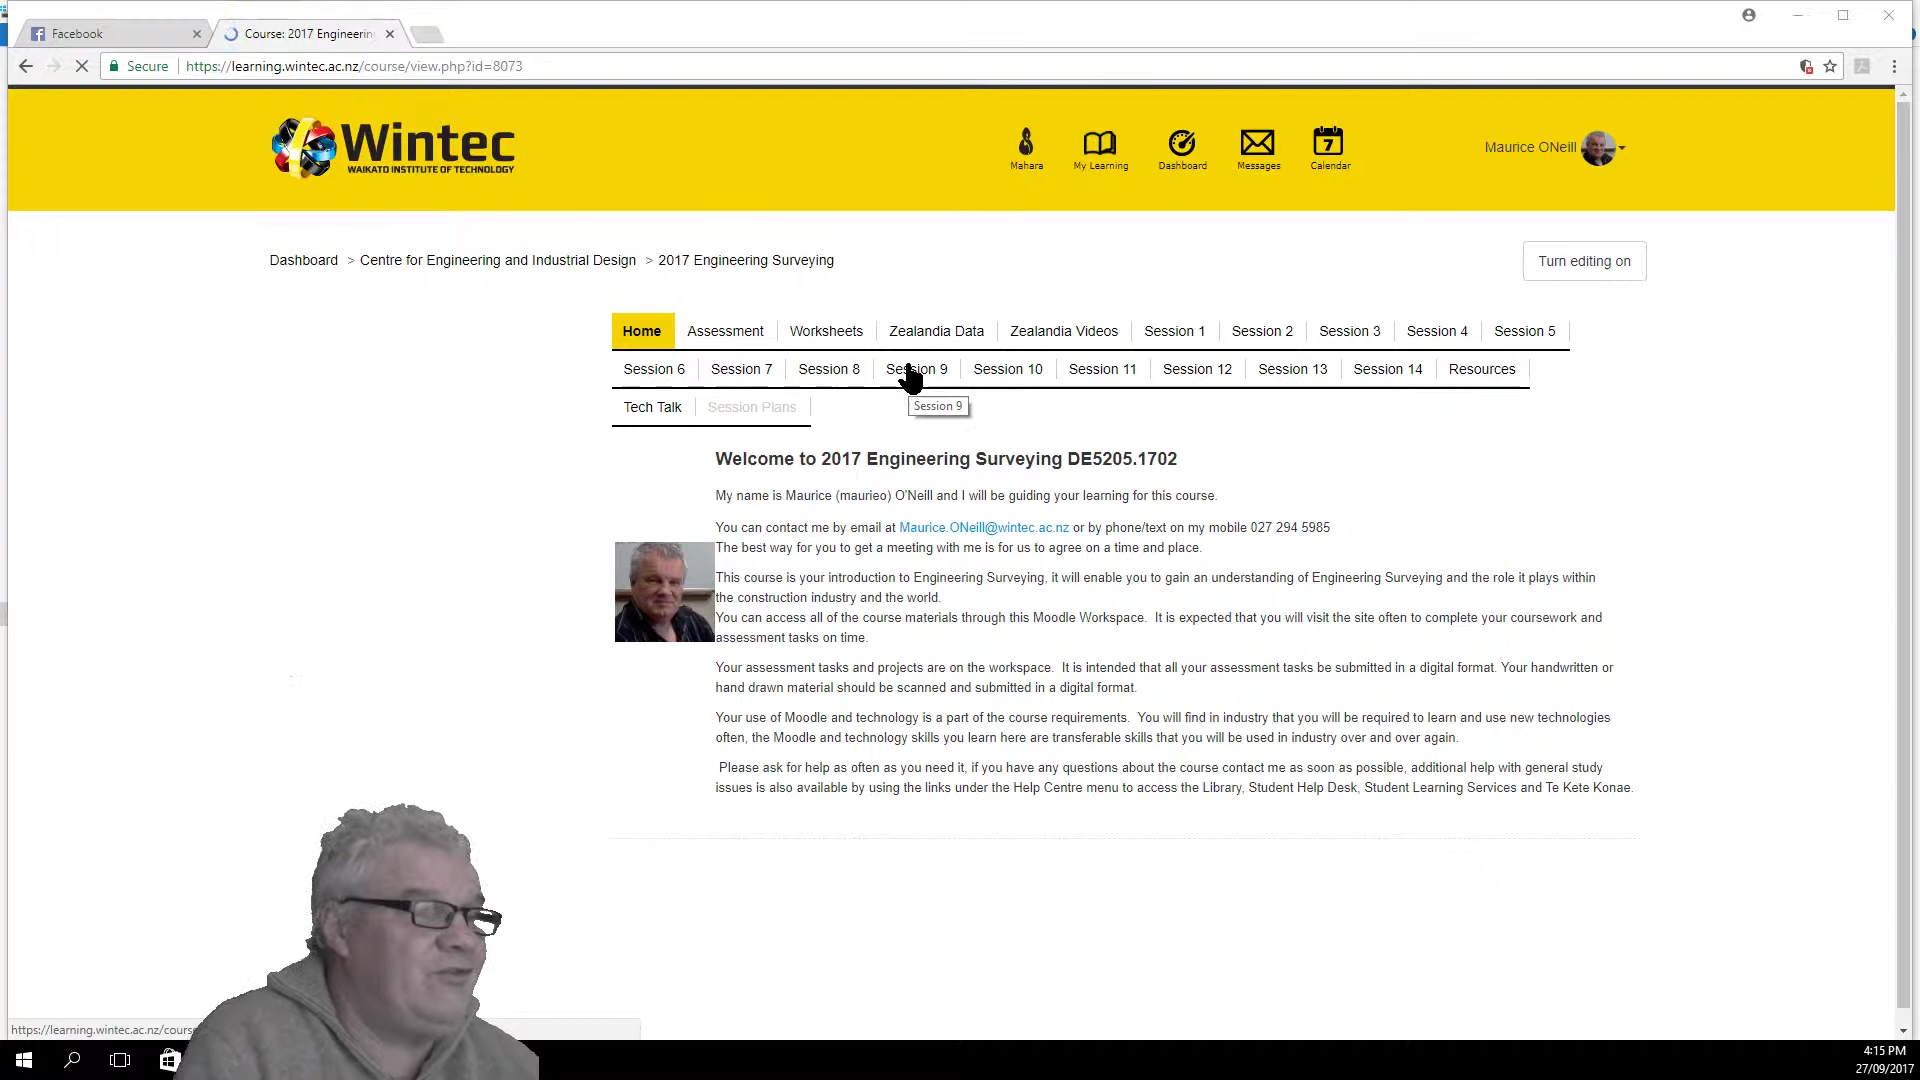 Facebook
Course: 2017 Engineerin
Secure
https://learning.wintec.ac.nz/course/view.php?id=8073
Wintec
WAIKATO INSTITUTE OF TECHNOLOGY
Mahara
My Learning
Dashboard
Messages
7
Calendar
Maurice ONeill
Dashboard > Centre for Engineering and Industrial Design > 2017 Engineering Surveying
Turn editing on
Home Assessment Worksheets Zealandia Data Zealandia Videos Session 1 Session 2 Session 3 Session 4 Session 5
Session 6 Session 7 Session 8 Session 9 Session 10 Session 11 Session 12 Session 13 Session 14 Resources
Tech Talk Session Plans
Session 9
Welcome to 2017 Engineering Surveying DE5205.1702
My name is Maurice (maurieo) O'Neill and I will be guiding your learning for this course.
You can contact me by email at Maurice.ONeill@wintec.ac.nz or by phone/text on my mobile 027 294 5985
The best way for you to get a meeting with me is for us to agree on a time and place.
This course is your introduction to Engineering Surveying, it will enable you to gain an understanding of Engineering Surveying and the role it plays within
the construction industry and the world.
You can access all of the course materials through this Moodle Workspace. It is expected that you will visit the site often to complete your coursework and
assessment tasks on time.
Your assessment tasks and projects are on the workspace. It is intended that all your assessment tasks be submitted in a digital format. Your handwritten or
hand drawn material should be scanned and submitted in a digital format.
Your use of Moodle and technology is a part of the course requirements. You will find in industry that you will be required to learn and use new technologies
often, the Moodle and technology skills you learn here are transferable skills that you will be used in industry over and over again.
Please ask for help as often as you need it, if you have any questions about the course contact me as soon as possible, additional help with general study
issues is also available by using the links under the Help Centre menu to access the Library, Student Help Desk, Student Learning Services and Te Kete Konae.
https://learning.wintec.ac.nz/cours
4:15 PM
27/09/2017